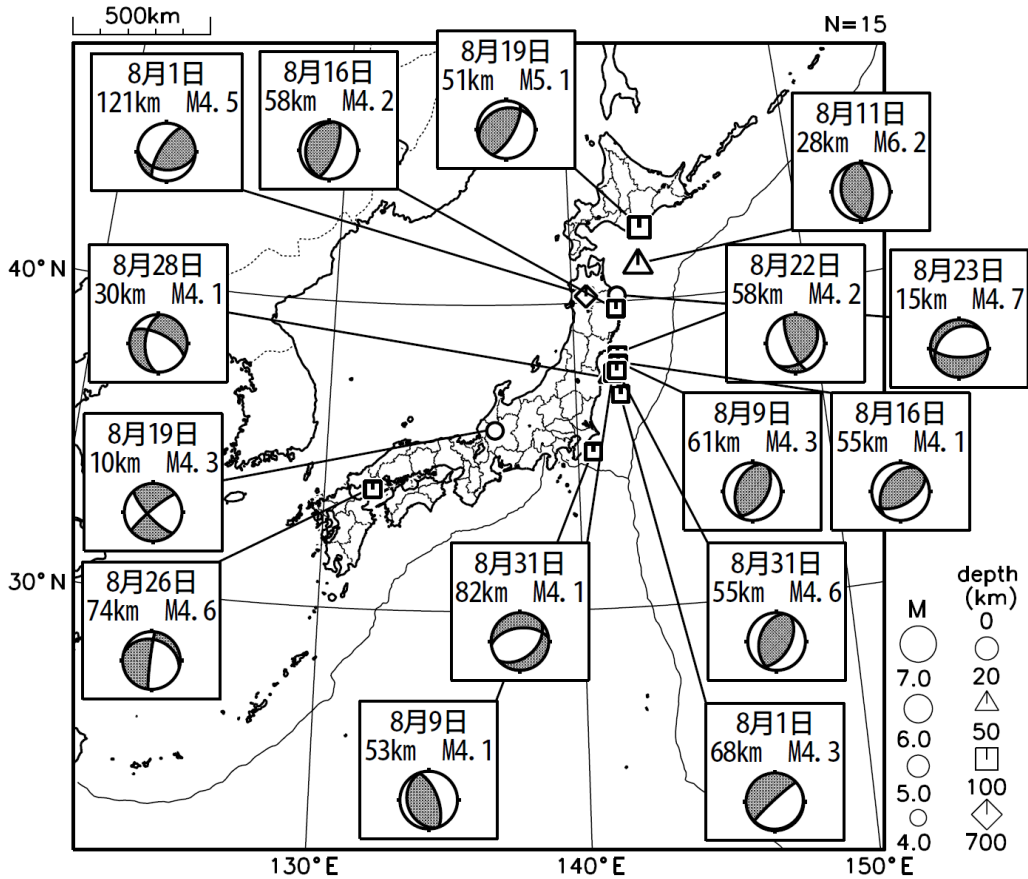 500km
N=15
8月1日
121km M4.5
8月16日
58km M4.2
8月19日
51km M5.1
8月11日
28km M6.2
8月28日
30km M4.1
8月22日
58km M4.2
8月23日
15km M4.7
8月19日
10km M4.3
8月9日
61km M4.3
8月16日
55km M4.1
8月26日
74km M4.6
8月31日
82km M4.1
8月31日
55km M4.6
8月9日
53km M4.1
8月1日
68km M4.3
40°N
30°N
130°E
140°E
150°E
M
7.0
6.0
5.0
4.0
depth
(km)
0
20
50
100
700